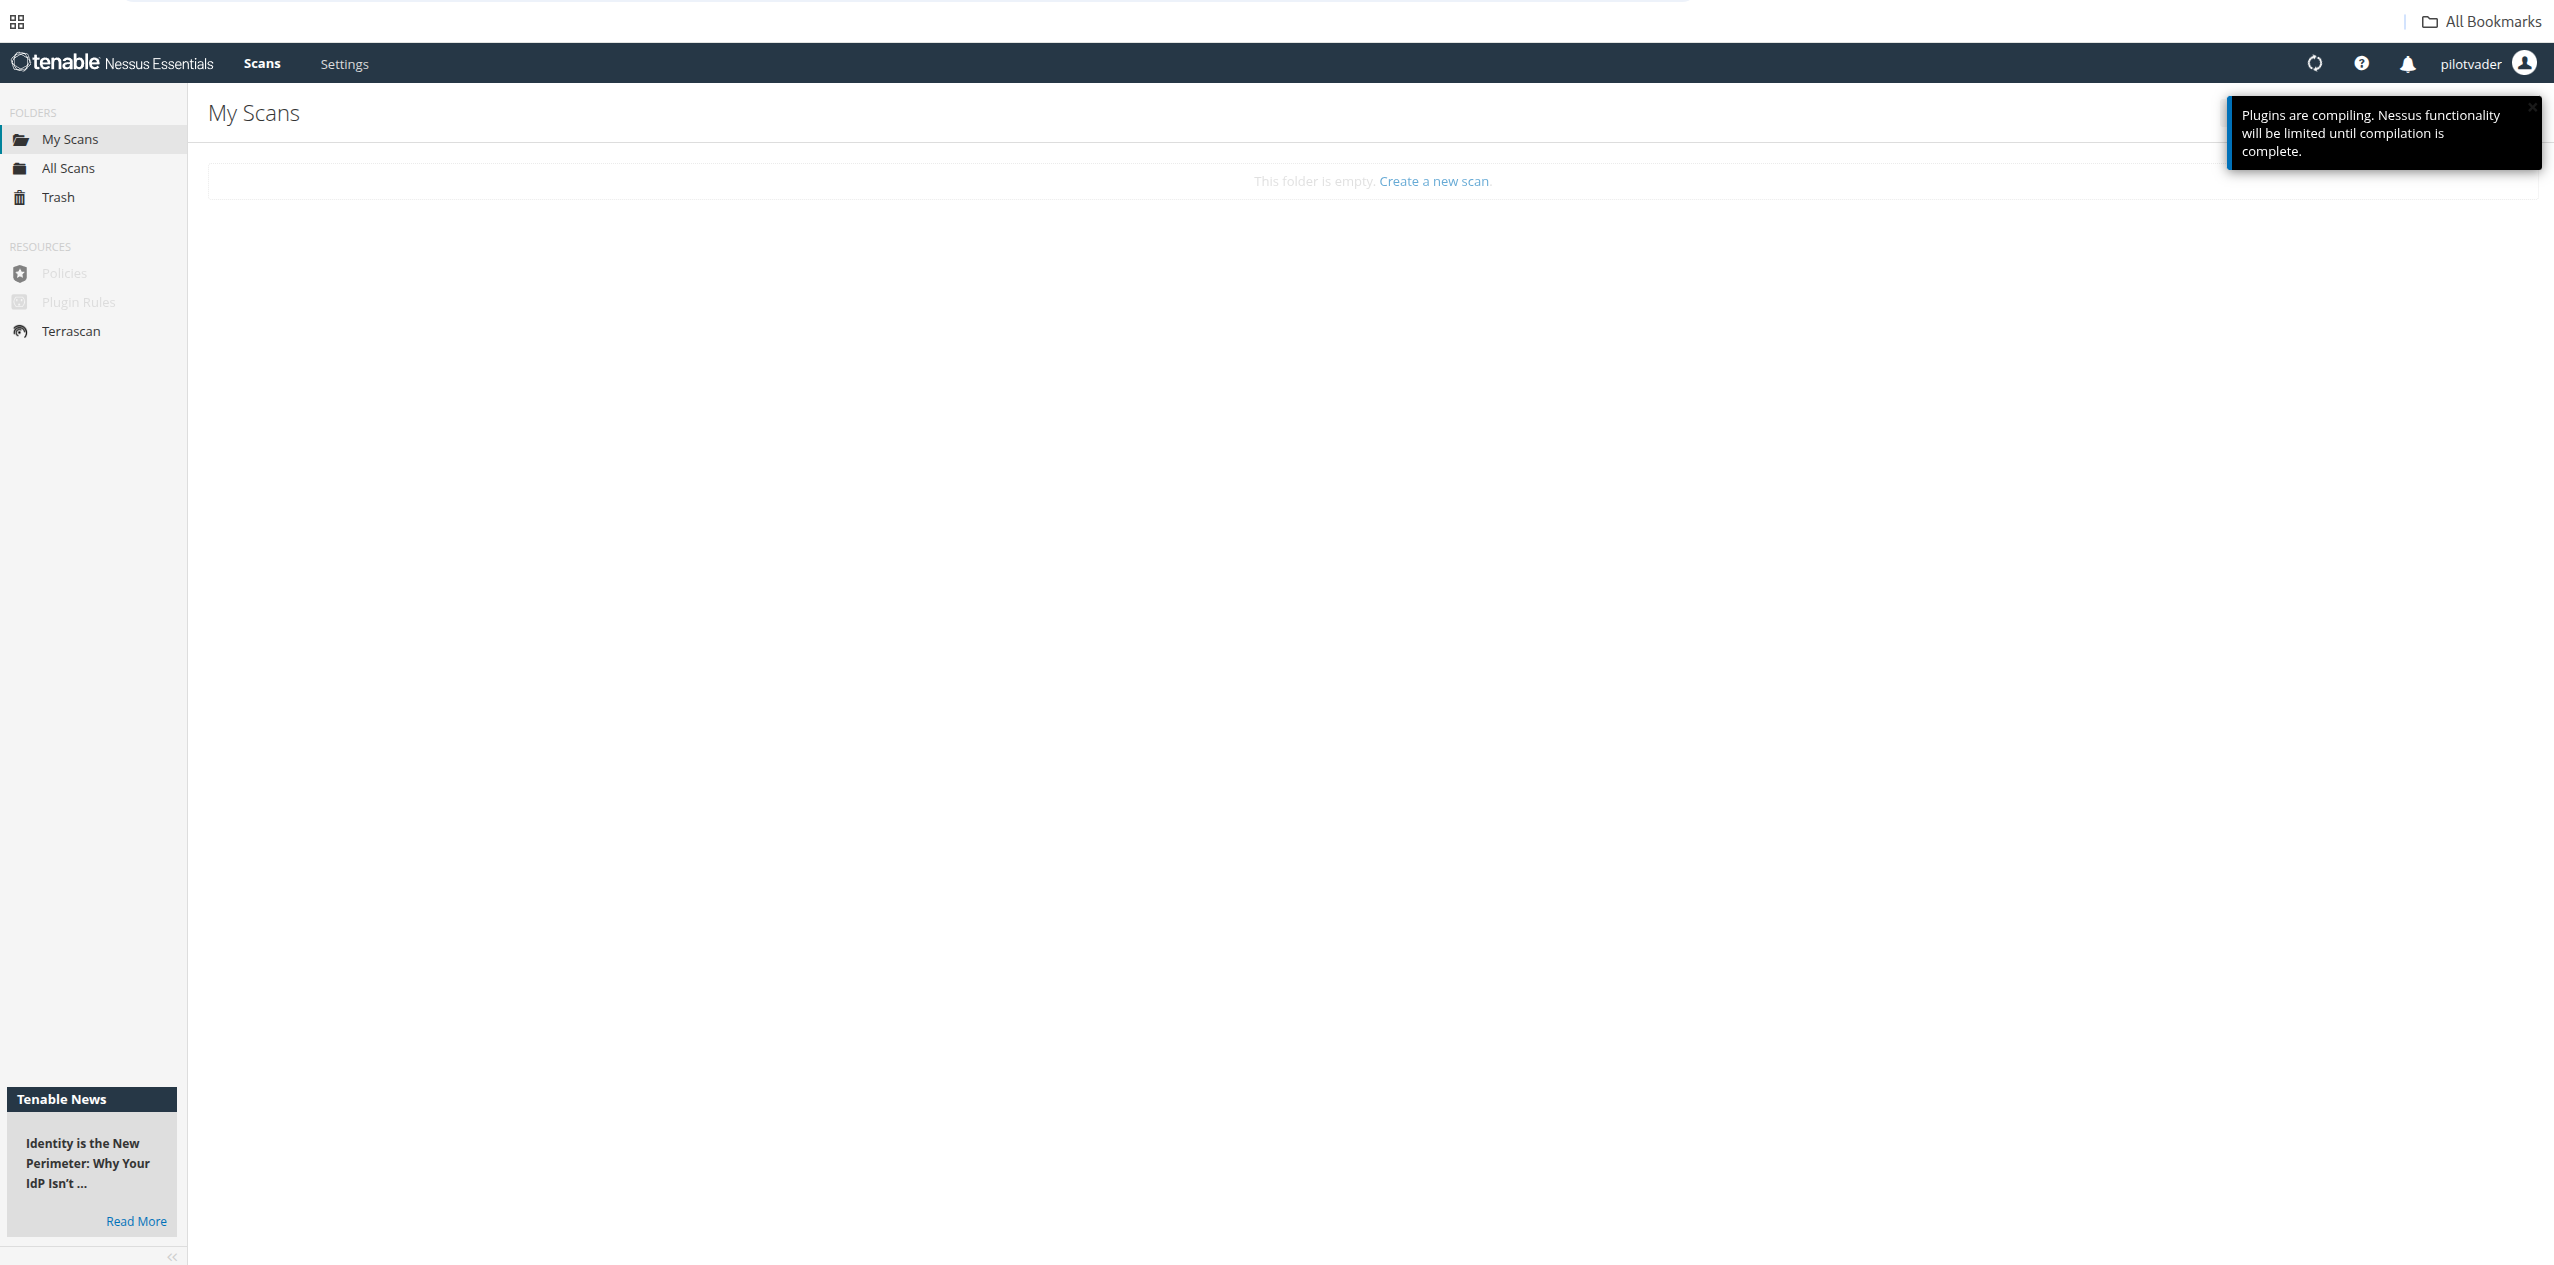 All Bookmarks
tenable Nessus Essentials Scans Settings pilotvader
FOLDERS
My Scans
All Scans
Trash
RESOURCES
Policies
Plugin Rules
Terrascan
My Scans
Plugins are compiling. Nessus functionality
will be limited until compilation is
complete.
This folder is empty. Create a new scan.
Tenable News
Identity is the New
Perimeter: Why Your
IdP Isn’t ...
Read More